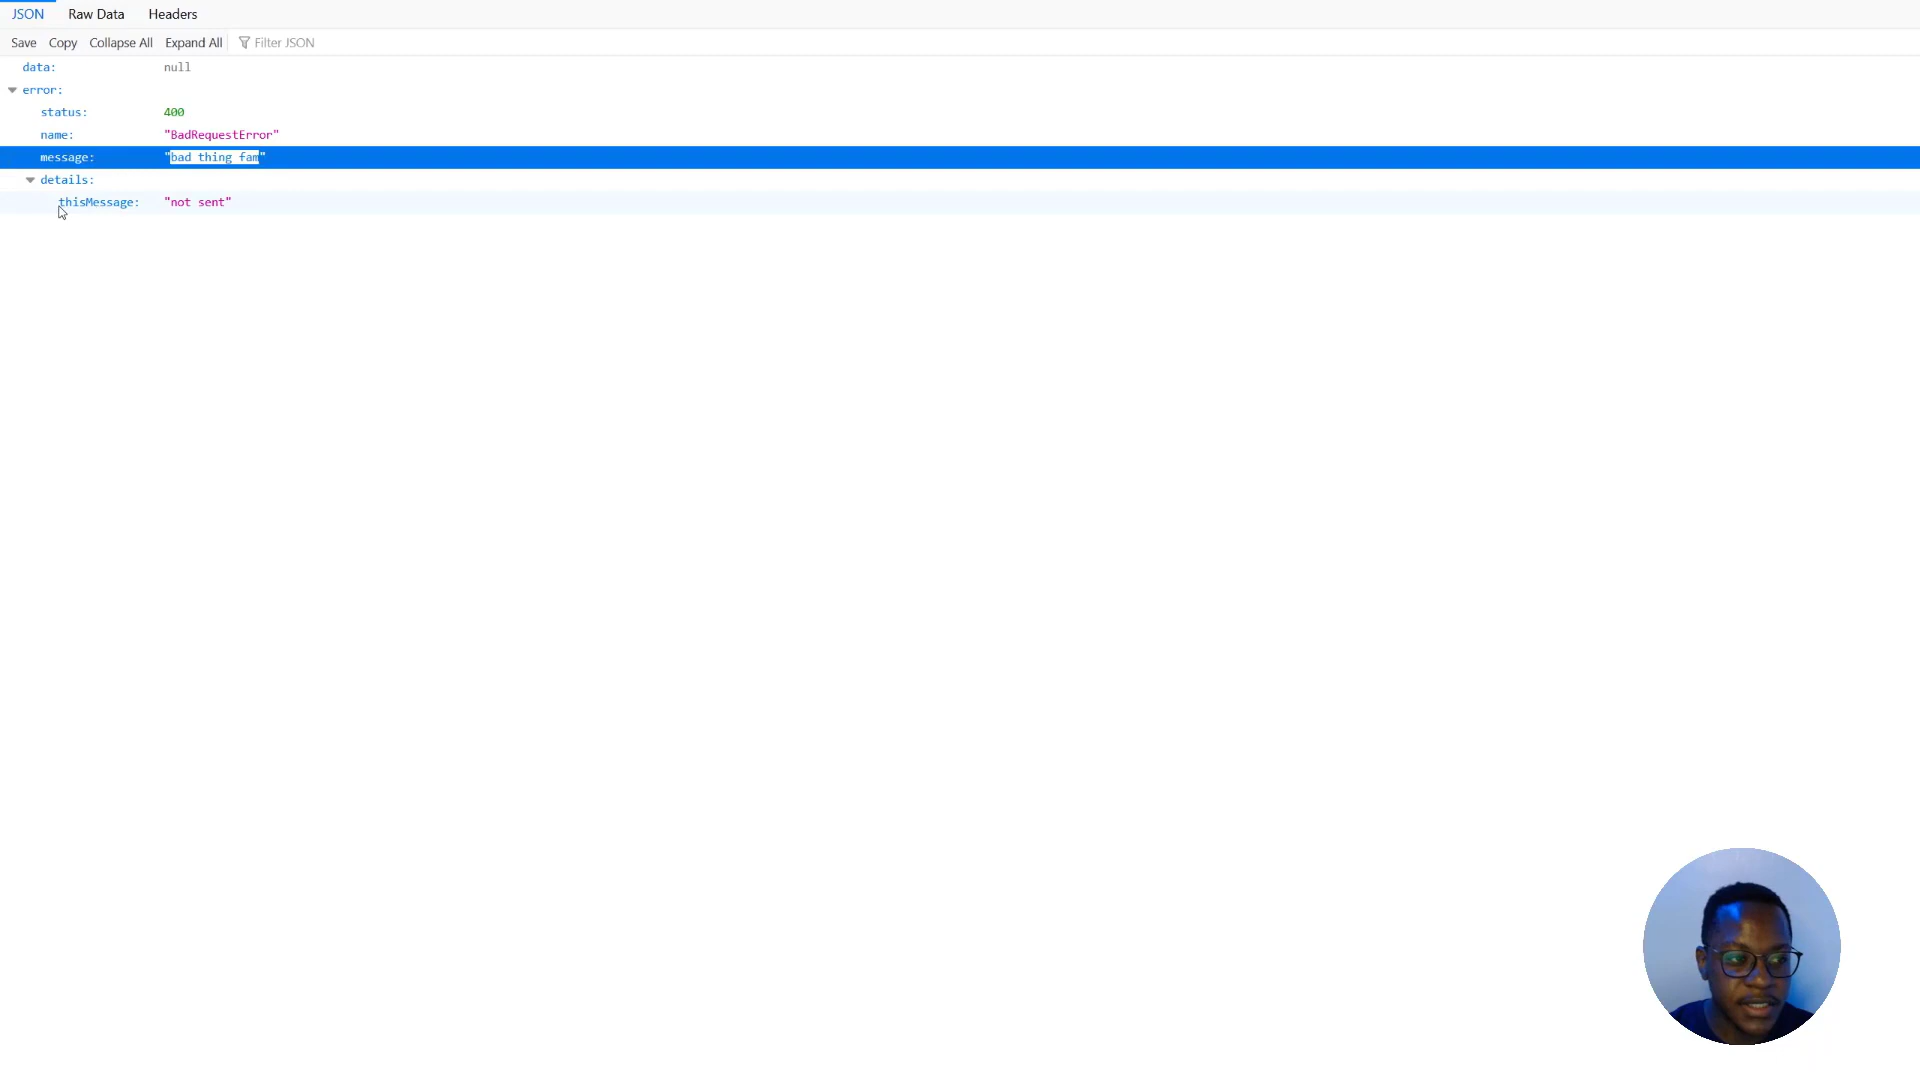 JSON Raw Data Headers
Save Copy Collapse All Expand All Filter JSON
data: null
error:
status: 400
name: "BadRequestError"
message: "bad thing fam"
details:
thisMessage: "not sent"